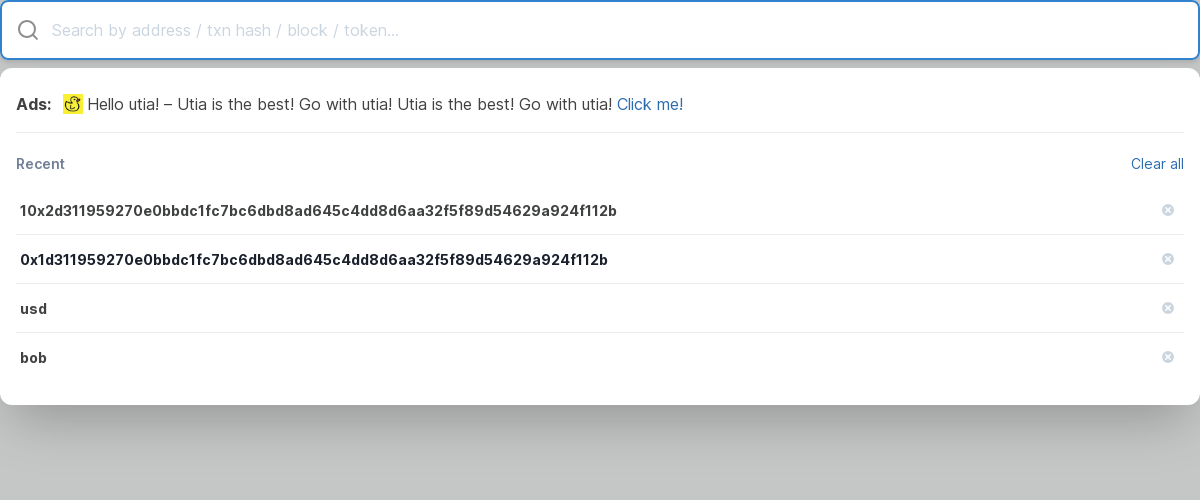 Search by address / txn hash / block / token...
Ads: Hello utia! – Utia is the best! Go with utia! Utia is the best! Go with utia! Click me!
Recent Clear all
10x2d311959270e0bbdc1fc7bc6dbd8ad645c4dd8d6aa32f5f89d54629a924f112b
0x1d311959270e0bbdc1fc7bc6dbd8ad645c4dd8d6aa32f5f89d54629a924f112b
usd
bob